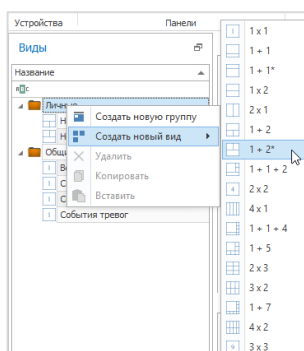 Устройства Панели
Виды
Название
Личные
Создать новую группу
Создать новый вид
Удалить
Копировать
Вставить
События тревог
1 x 1
1 + 1
1 + 1*
1 x 2
2 x 1
1 + 2
1 + 2*
1 + 1 + 2
4 2 x 2
4 x 1
1 + 1 + 4
1 + 5
2 x 3
3 x 2
1 + 7
4 x 2
9 3 x 3